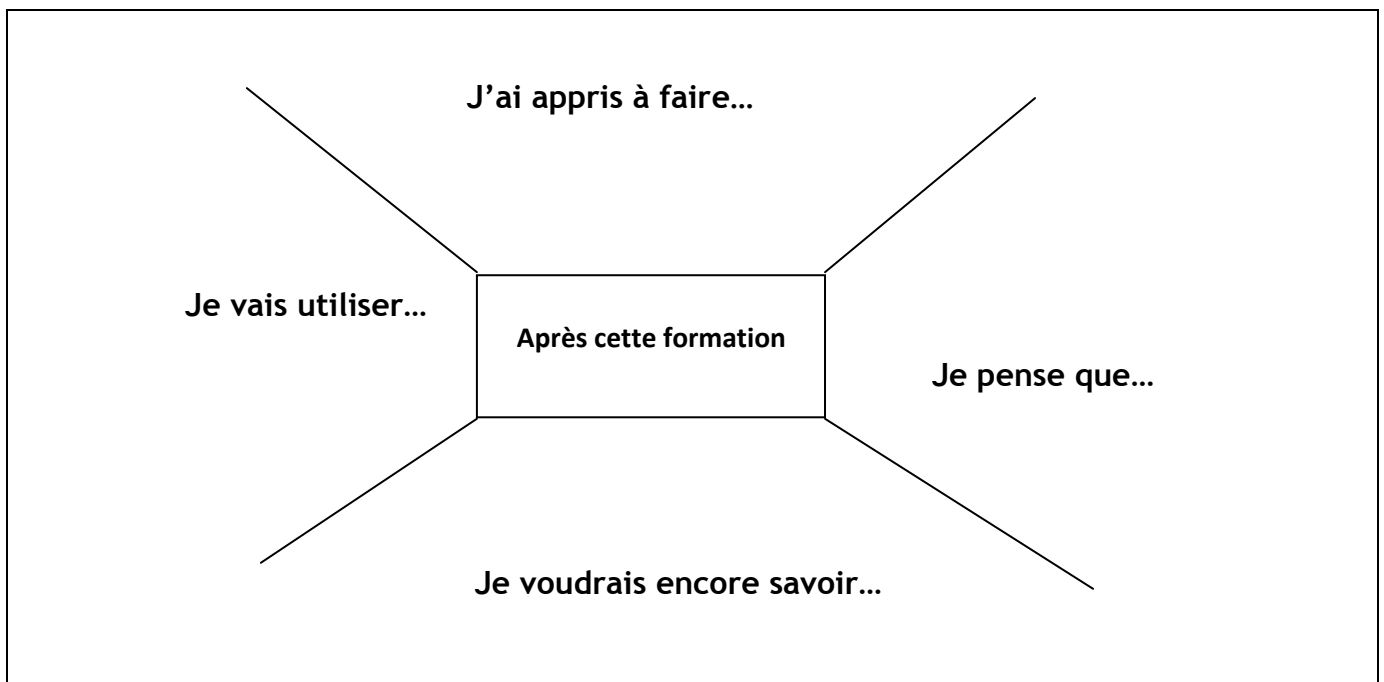 J’ai appris à faire…
Je vais utiliser…
Après cette formation
Je pense que…
Je voudrais encore savoir…